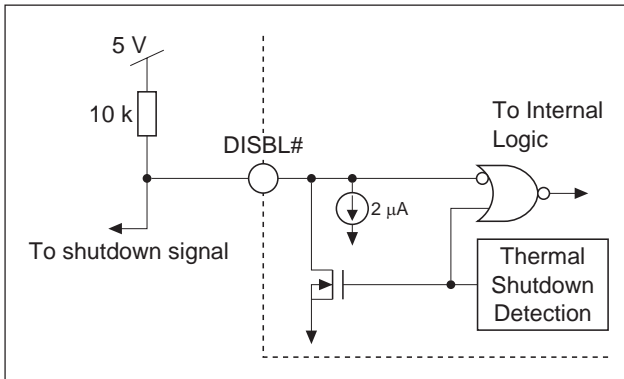 5 V
10 k
DISBL#
To shutdown signal
2 μA
To Internal
Logic
Thermal
Shutdown
Detection